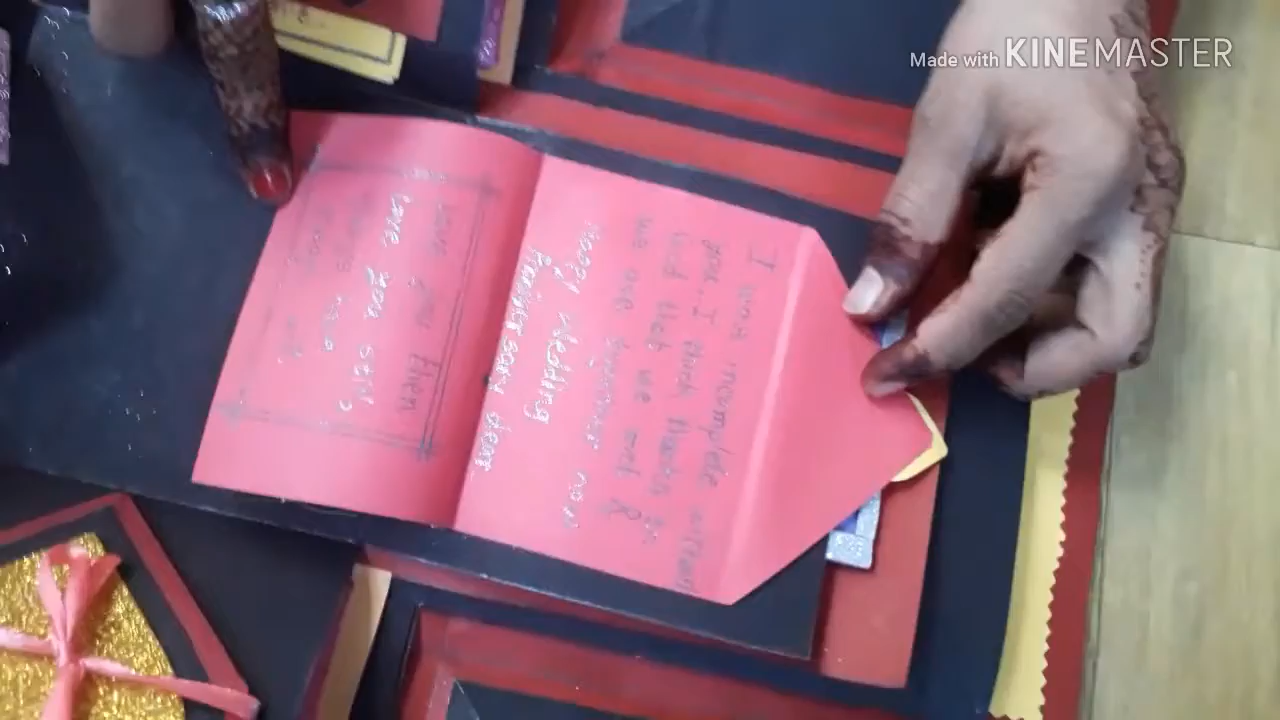 Made with KINEMASTER
I was incomplete without
you.. I think thanks to
God that we met &
we are together now
Happy Wedding
Anniversary dear
Love you then
Love you still